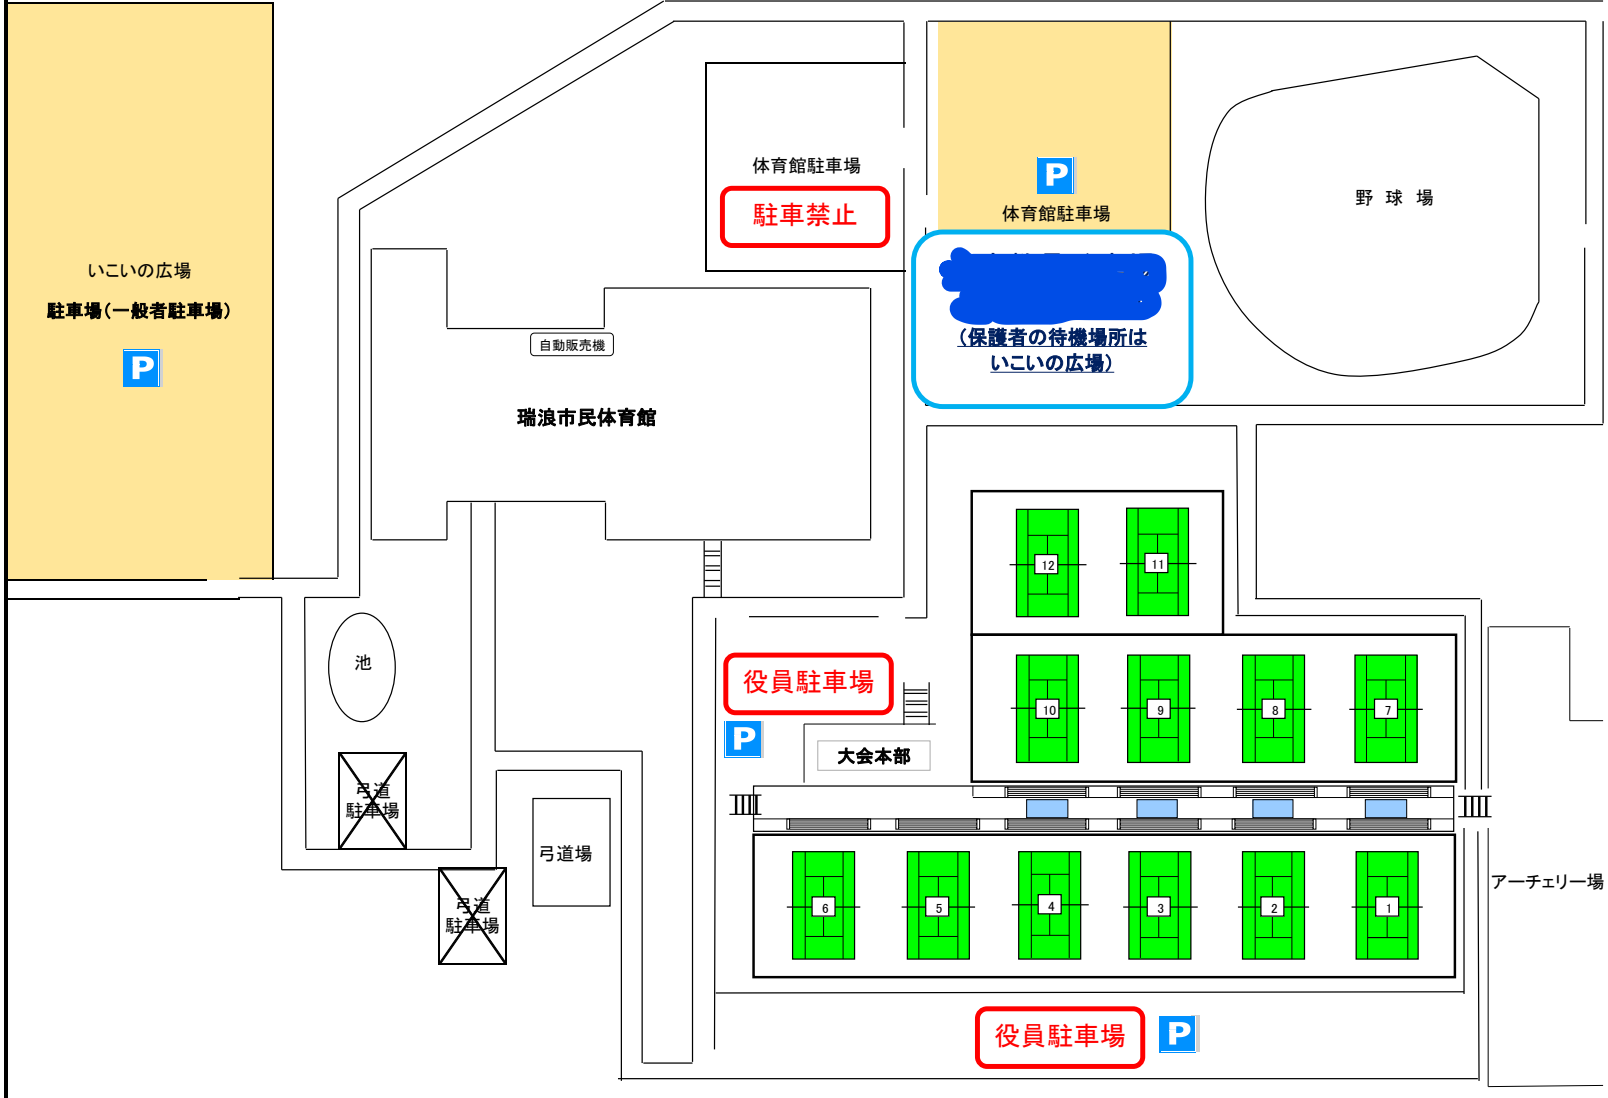 体育館駐車場
駐車禁止
P
体育館駐車場
野 球 場
いこいの広場
駐車場(一般者駐車場)
P
(保護者の待機場所は
いこいの広場)
自動販売機
瑞浪市民体育館
12
11
池
役員駐車場
P
大会本部
10
9
8
7
弓道
駐車場
弓道場
弓道
駐車場
6
5
4
3
2
1
アーチェリー場
役員駐車場
P